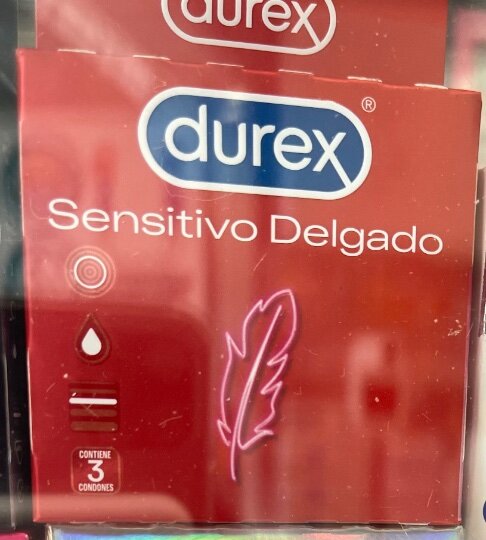 durex
durex®
Sensitivo Delgado
CONTIENE
3
CONDONES